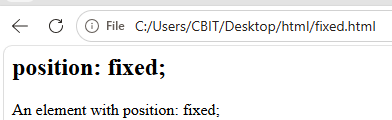 File C:/Users/CBIT/Desktop/html/fixed.html
position: fixed;
An element with position: fixed;